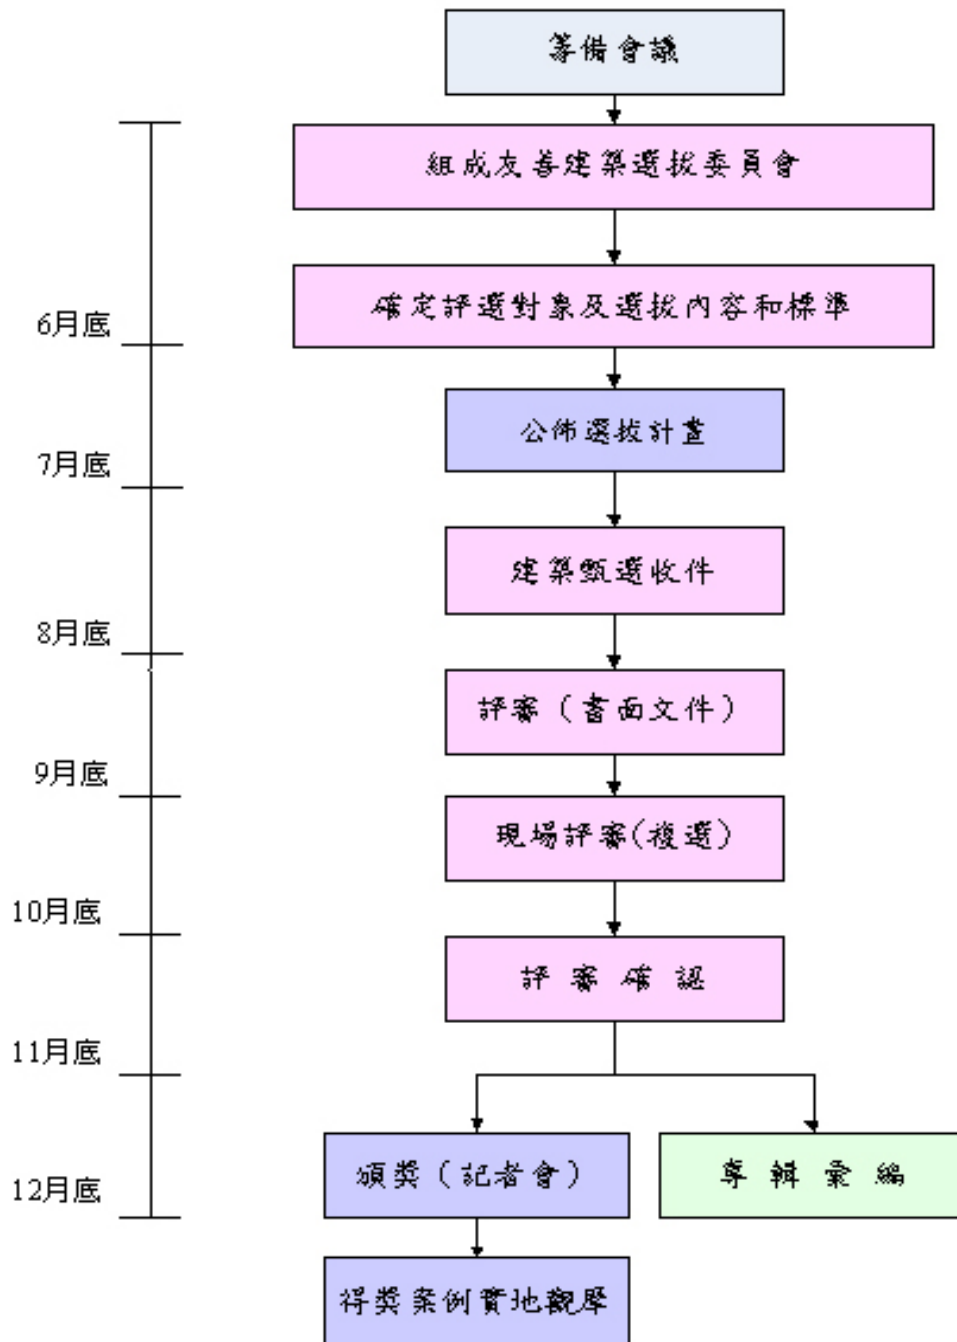 籌備會議
組成友善建築選拔委員會
確定評選對象及選拔內容和標準
6月底
公佈選拔計畫
7月底
建築甄選收件
8月底
評審（書面文件）
9月底
現場評審(複選)
10月底
評審確認
11月底
頒獎（記者會）
專輯彙編
12月底
得獎案例實地觀摩